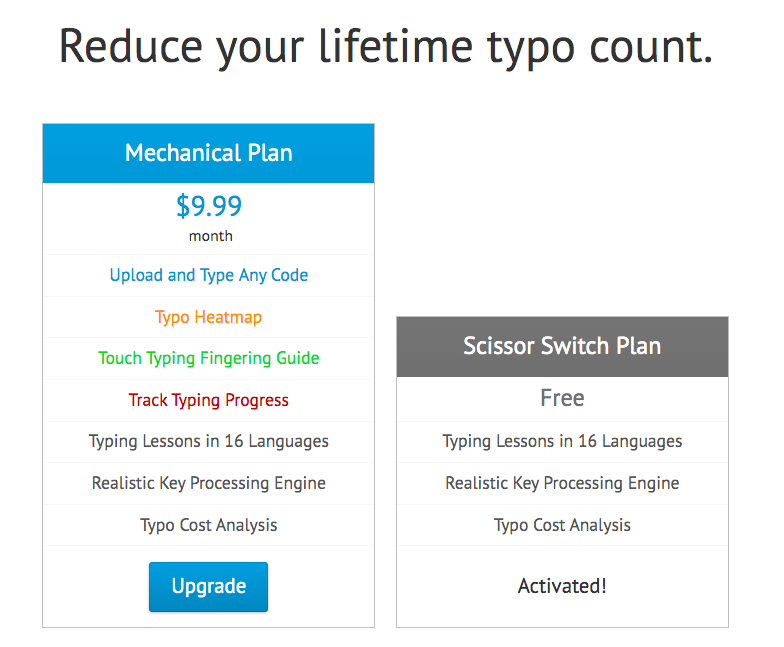 Reduce your lifetime typo count.
Mechanical Plan
$9.99
month
Upload and Type Any Code
Typo Heatmap
Touch Typing Fingering Guide
Track Typing Progress
Typing Lessons in 16 Languages
Realistic Key Processing Engine
Typo Cost Analysis
Upgrade
Scissor Switch Plan
Free
Typing Lessons in 16 Languages
Realistic Key Processing Engine
Typo Cost Analysis
Activated!